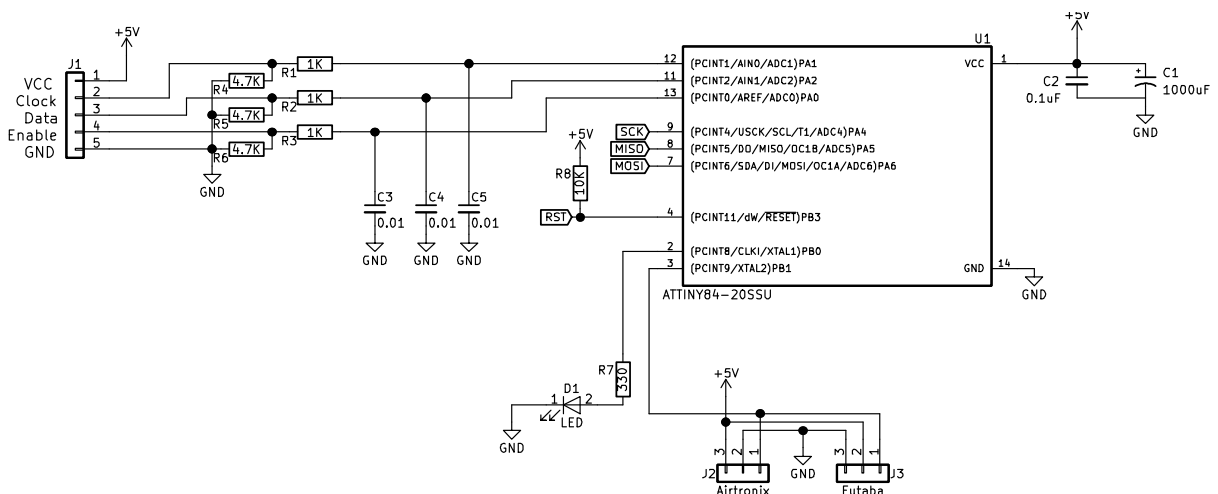 +5V
J1
VCC 1
Clock 2
Data 3
Enable 4
GND 5
R4 4.7K
R5 4.7K
R6 4.7K
GND
R1 1K
R2 1K
R3 1K
C3
0.01
GND
C4
0.01
GND
C5
0.01
GND
SCK
MISO
MOSI
+5V
R8
10K
RST
U1
12 (PCINT1/AIN0/ADC1)PA1
11 (PCINT2/AIN1/ADC2)PA2
13 (PCINT0/AREF/ADC0)PA0
9 (PCINT4/USCK/SCL/T1/ADC4)PA4
8 (PCINT5/DO/MISO/OC1B/ADC5)PA5
7 (PCINT6/SDA/DI/MOSI/OC1A/ADC6)PA6
4 (PCINT11/dW/RESET)PB3
2 (PCINT8/CLKI/XTAL1)PB0
3 (PCINT9/XTAL2)PB1
VCC 1
GND 14
ATTINY84-20SSU
+5V
C2
0.1uF
C1
+
1000uF
GND
GND
R7
330
D1
1 2
LED
GND
+5V
3 2 1
J2
Airtronix
GND
3 2 1
J3
Futaba